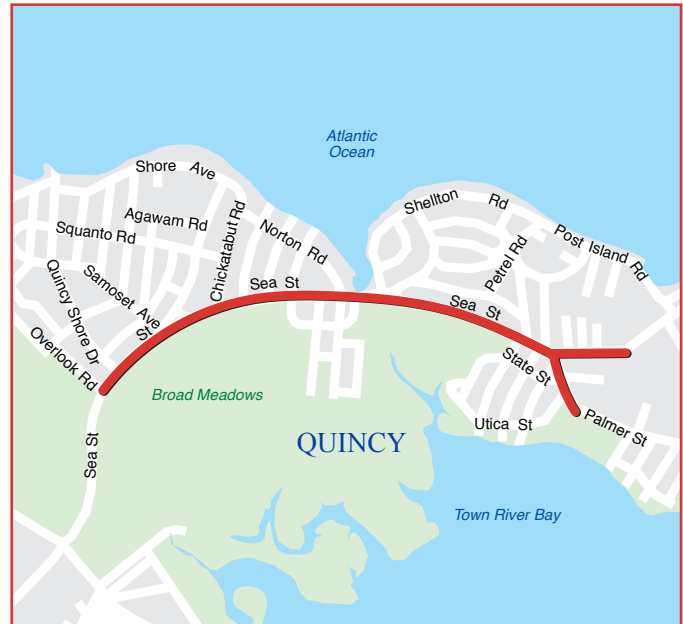 Atlantic
Ocean
Shore Ave
Shellton Rd
Agawam Rd
Chickatabut Rd
Norton Rd
Squanto Rd
Petrel Rd
Post Island Rd
Samoset Ave
Quincy Shore Dr
Sea St
Sea St
St
Overlook Rd
State St
Broad Meadows
Palmer St
Utica St
QUINCY
Sea St
Town River Bay